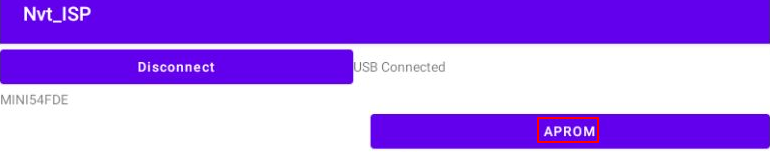 Nvt_ISP
Disconnect USB Connected
MINI54FDE
APROM